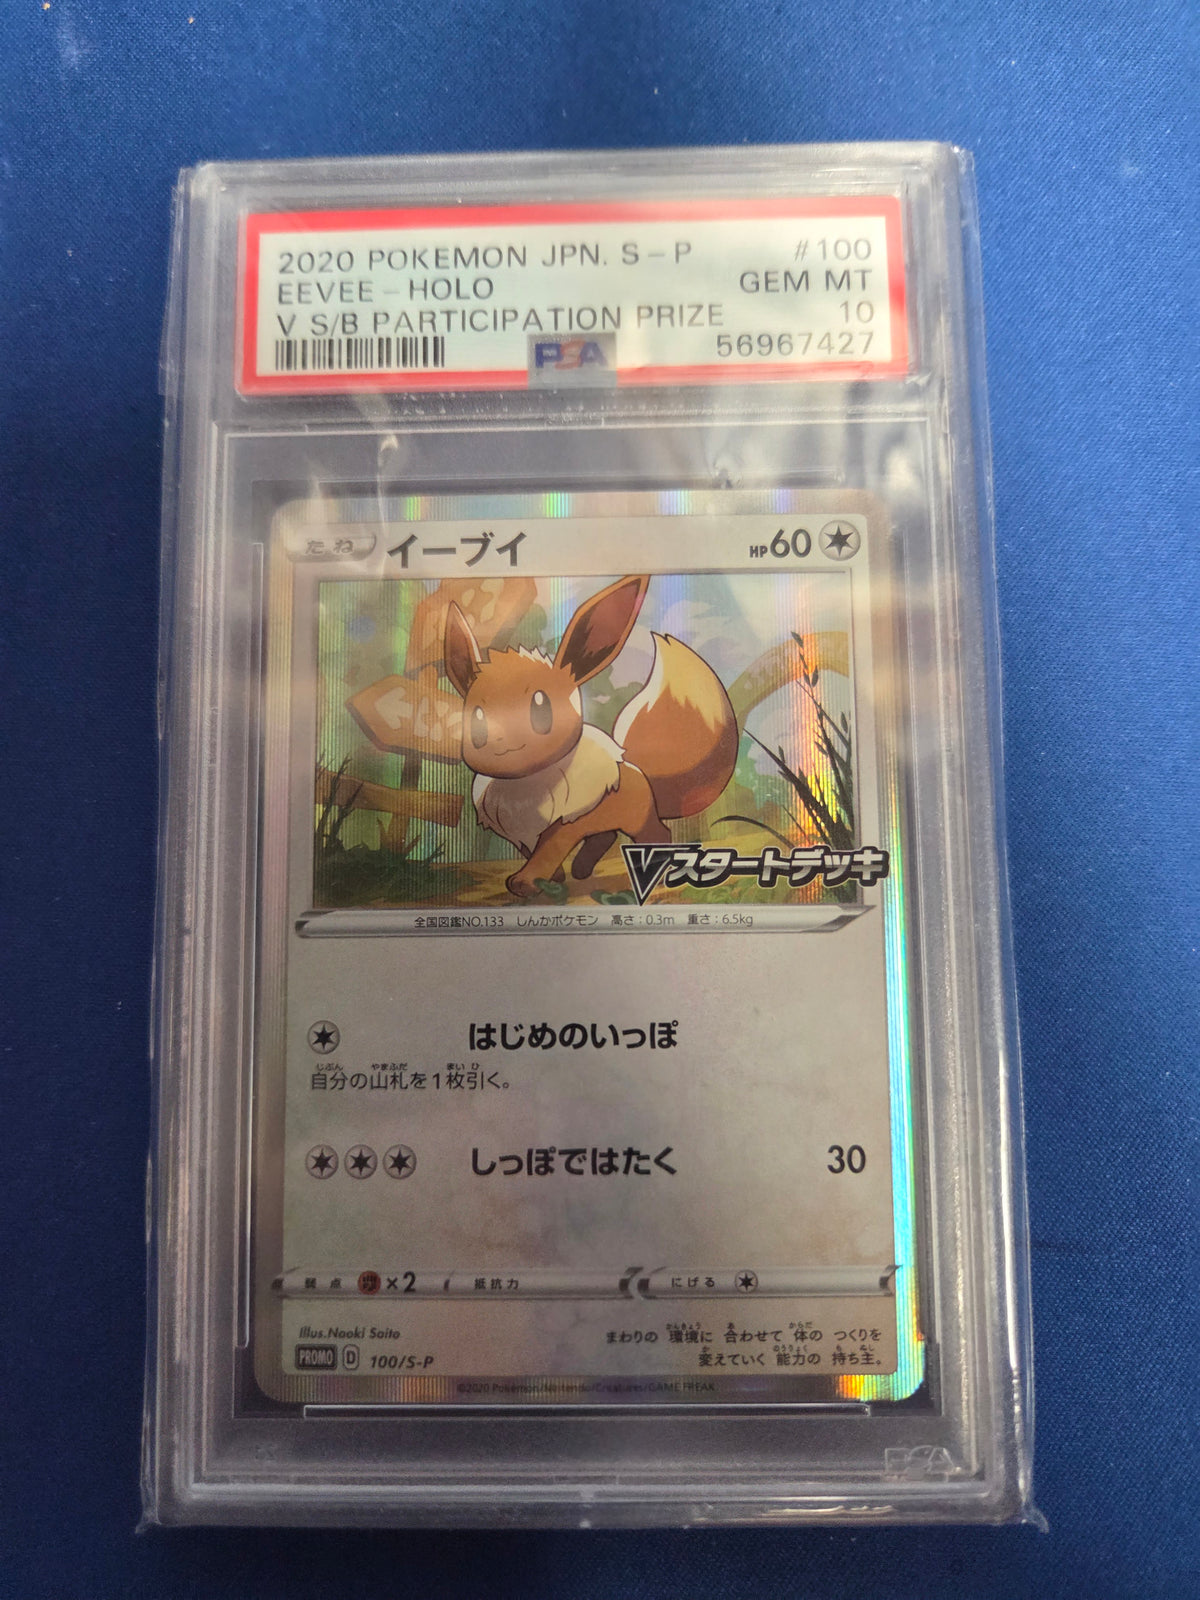 2020 POKEMON JPN. S-P #100
EEVEE-HOLO GEM MT
V S/B PARTICIPATION PRIZE 10
PSA 56967427
たね イーブイ HP60
Vスタートデッキ
全国図鑑NO.133 しんかポケモン 高さ:0.3m 重さ:6.5kg
はじめのいっぽ
自分の山札を1枚引く。
しっぽではたく 30
弱点 ×2 抵抗力 にげる
Illus.Naoki Saito
まわりの 環境に 合わせて 体の つくりを
PROMO D 100/S-P
変えていく 能力の 持ち主。
©2020 Pokémon/Nintendo/Creatures/GAME FREAK
PSA